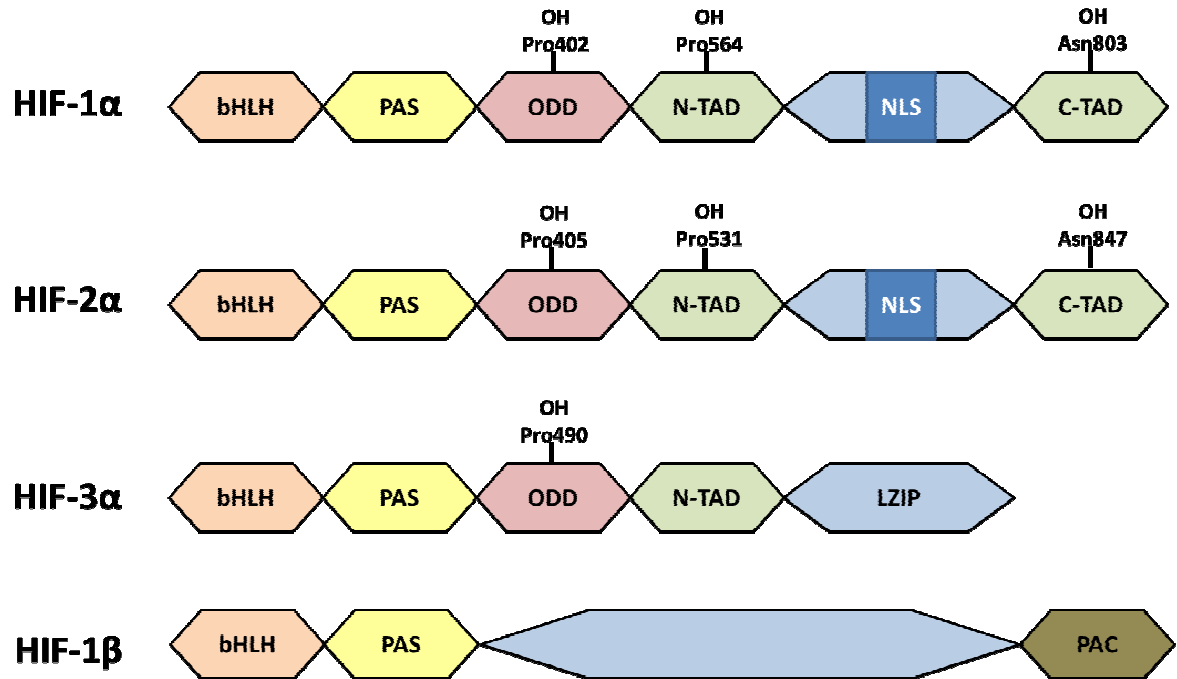 OH
Pro402
OH
Pro564
OH
Asn803
HIF-1α
bHLH
PAS
ODD
N-TAD
NLS
C-TAD
OH
Pro405
OH
Pro531
OH
Asn847
HIF-2α
bHLH
PAS
ODD
N-TAD
NLS
C-TAD
OH
Pro490
HIF-3α
bHLH
PAS
ODD
N-TAD
LZIP
HIF-1β
bHLH
PAS
PAC